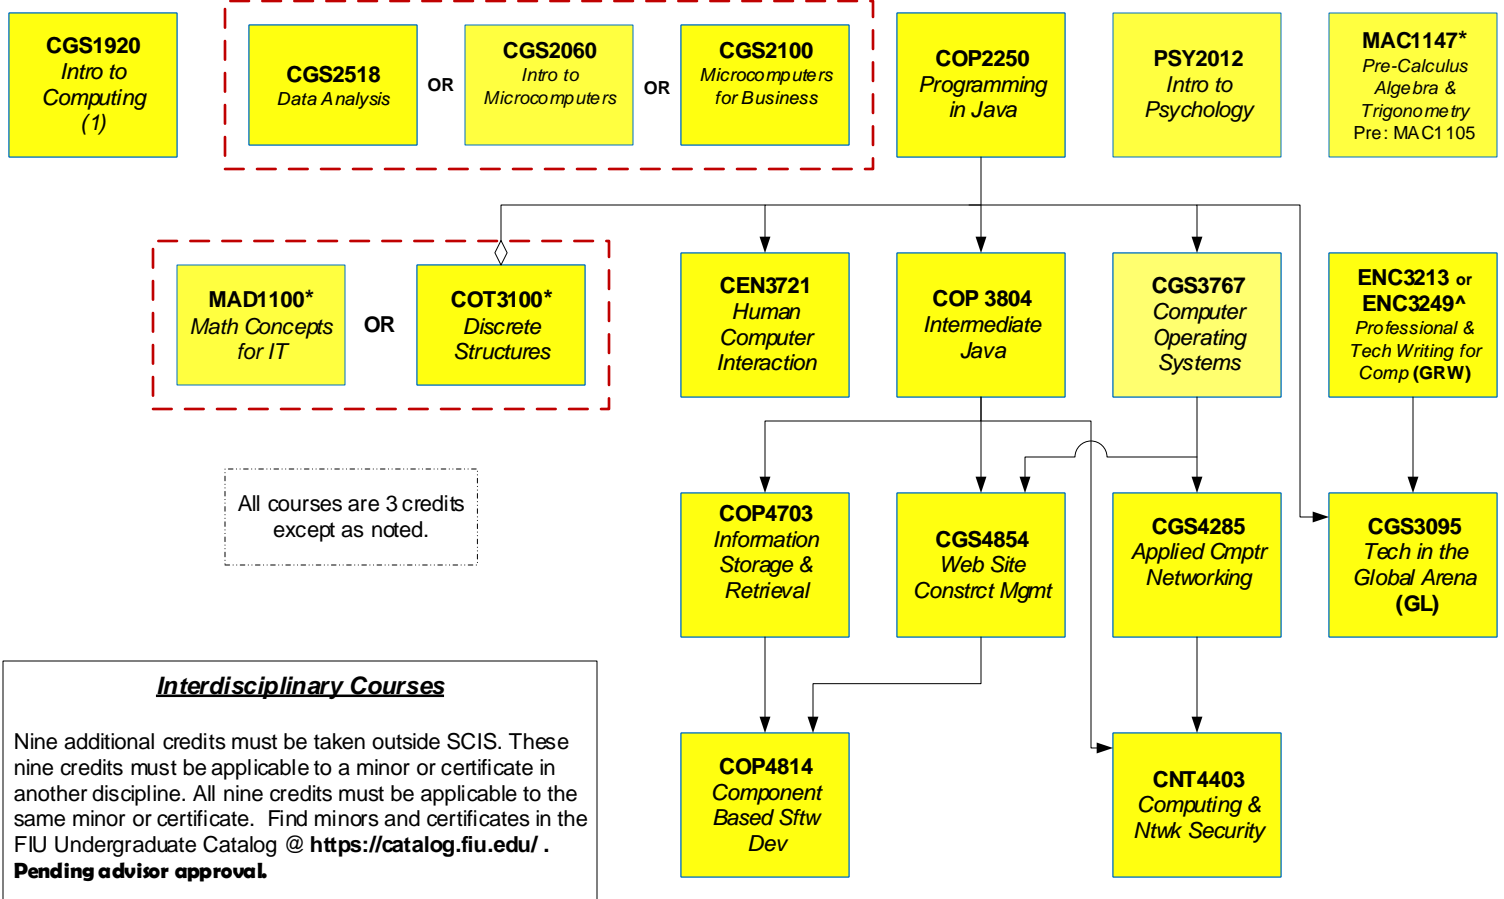 CGS1920
Intro to
Computing
(1)
CGS2518
Data Analysis
OR
CGS2060
Intro to
Microcomputers
OR
CGS2100
Microcomputers
for Business
COP2250
Programming
in Java
PSY2012
Intro to
Psychology
MAC1147*
Pre-Calculus
Algebra &
Trigonometry
Pre: MAC1105
MAD1100*
Math Concepts
for IT
OR
COT3100*
Discrete
Structures
CEN3721
Human
Computer
Interaction
COP 3804
Intermediate
Java
CGS3767
Computer
Operating
Systems
ENC3213 or
ENC3249^
Professional &
Tech Writing for
Comp (GRW)
All courses are 3 credits
except as noted.
COP4703
Information
Storage &
Retrieval
CGS4854
Web Site
Constrct Mgmt
CGS4285
Applied Cmptr
Networking
CGS3095
Tech in the
Global Arena
(GL)
Interdisciplinary Courses
Nine additional credits must be taken outside SCIS. These
nine credits must be applicable to a minor or certificate in
another discipline. All nine credits must be applicable to the
same minor or certificate. Find minors and certificates in the
FIU Undergraduate Catalog @ https://catalog.fiu.edu/ .
Pending advisor approval.
COP4814
Component
Based Sftw
Dev
CNT4403
Computing &
Ntwk Security